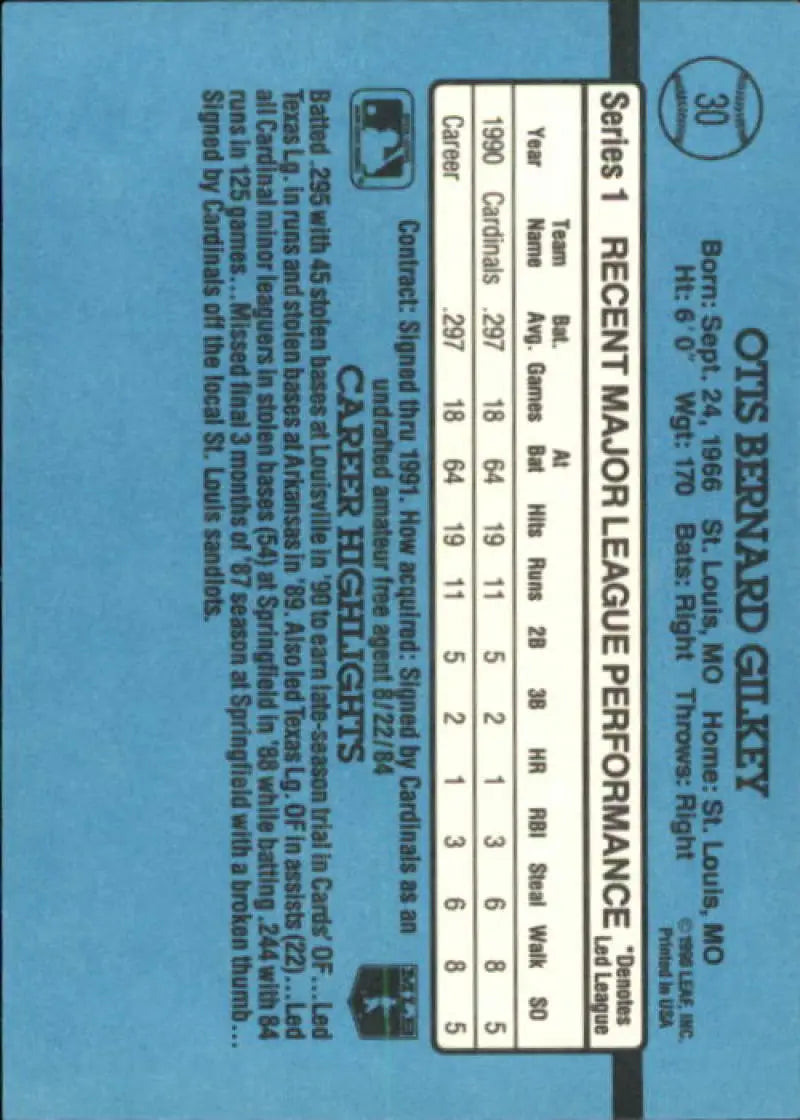 30
OTIS BERNARD GILKEY
Born: Sept. 24, 1966 St. Louis, MO Home: St. Louis, MO
Ht: 6'0" Wgt: 170 Bats: Right Throws: Right
© 1990 LEAF, INC.
Printed in USA
Series 1 RECENT MAJOR LEAGUE PERFORMANCE *Denotes
Led League
Team Bat. At
Year Name Avg. Games Bat Hits Runs 2B 3B HR RBI Steal Walk SO
1990 Cardinals .297 18 64 19 11 5 2 1 3 6 8 5
Career .297 18 64 19 11 5 2 1 3 6 8 5
Contract: Signed thru 1991. How acquired: Signed by Cardinals as an
undrafted amateur free agent 8/22/84
MLB
CAREER HIGHLIGHTS
Batted .295 with 45 stolen bases at Louisville in '90 to earn late-season trial in Cards' OF...Led
Texas Lg. in runs and stolen bases at Arkansas in '89. Also led Texas Lg. OF in assists (22)...Led
all Cardinal minor leaguers in stolen bases (54) at Springfield in '88 while batting .244 with 84
runs in 125 games...Missed final 3 months of '87 season at Springfield with a broken thumb...
Signed by Cardinals off the local St. Louis sandlots.